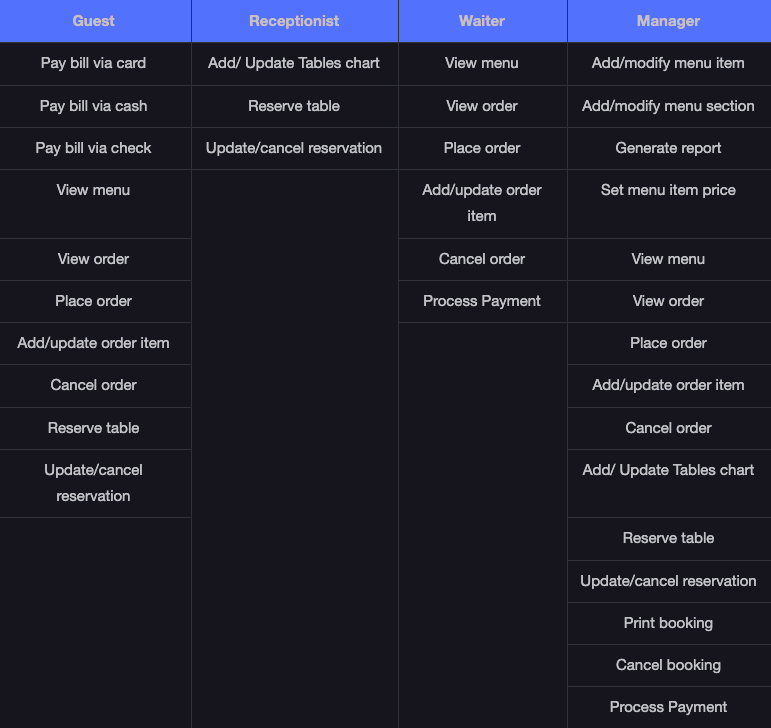 Guest Receptionist Waiter Manager
Pay bill via card Add/ Update Tables chart View menu Add/modify menu item
Pay bill via cash Reserve table View order Add/modify menu section
Pay bill via check Update/cancel reservation Place order Generate report
View menu Add/update order Set menu item price
item
View order Cancel order View menu
Place order Process Payment View order
Add/update order item Place order
Cancel order Add/update order item
Reserve table Cancel order
Update/cancel Add/ Update Tables chart
reservation
Reserve table
Update/cancel reservation
Print booking
Cancel booking
Process Payment